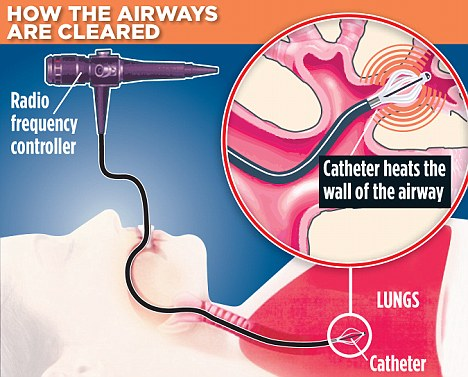 HOW THE AIRWAYS
ARE CLEARED
Radio
frequency
controller
Catheter heats the
wall of the airway
LUNGS
Catheter